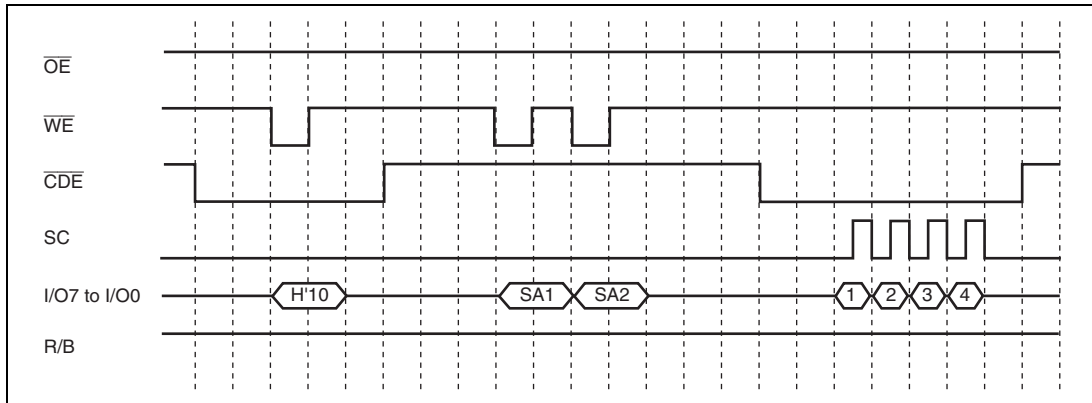 OE
WE
CDE
SC
I/O7 to I/O0 H'10 SA1 SA2 1 2 3 4
R/B